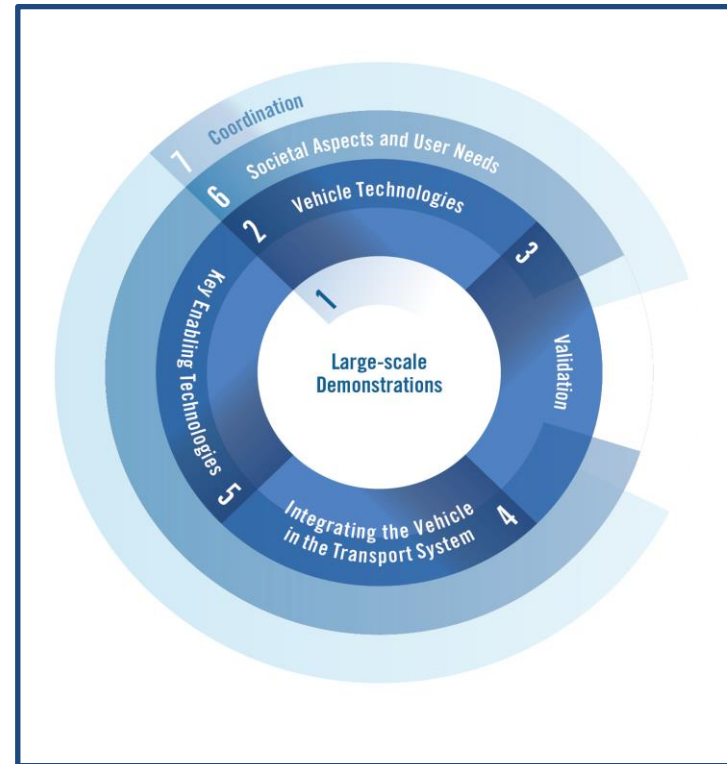 7 Coordination
6 Societal Aspects and User Needs
2 Vehicle Technologies
1
Large-scale
Demonstrations
3 Validation
4 Integrating the Vehicle
in the Transport System
5 Key Enabling Technologies